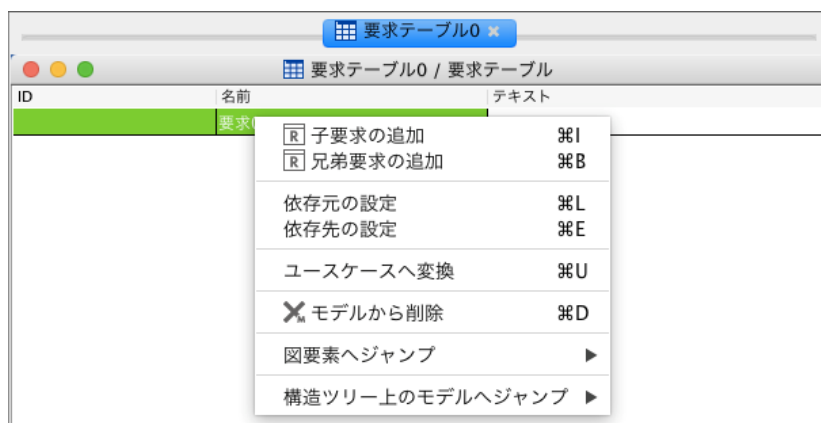 要求テーブル0
要求テーブル0 / 要求テーブル
ID 名前 テキスト
要求0
子要求の追加 ⌘I
兄弟要求の追加 ⌘B
依存元の設定 ⌘L
依存先の設定 ⌘E
ユースケースへ変換 ⌘U
モデルから削除 ⌘D
図要素へジャンプ
構造ツリー上のモデルへジャンプ